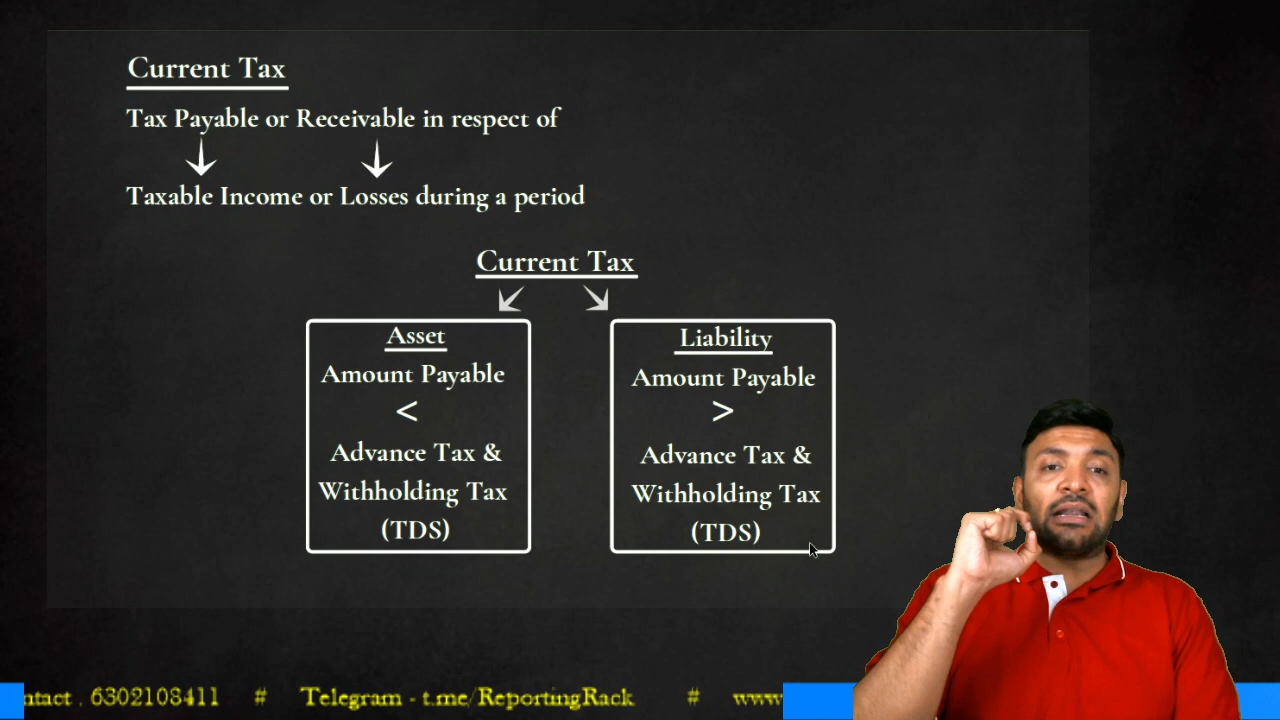 Current Tax
Tax Payable or Receivable in respect of
Taxable Income or Losses during a period
Current Tax
Asset
Amount Payable
<
Advance Tax &
Withholding Tax
(TDS)
Liability
Amount Payable
>
Advance Tax &
Withholding Tax
(TDS)
ntact . 6302108411 # Telegram - t.me/ReportingRack # www